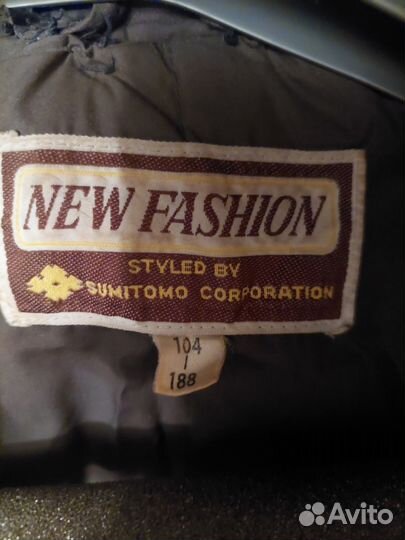 NEW FASHION
STYLED BY
SUMITOMO CORPORATION
104
/
188
Avito